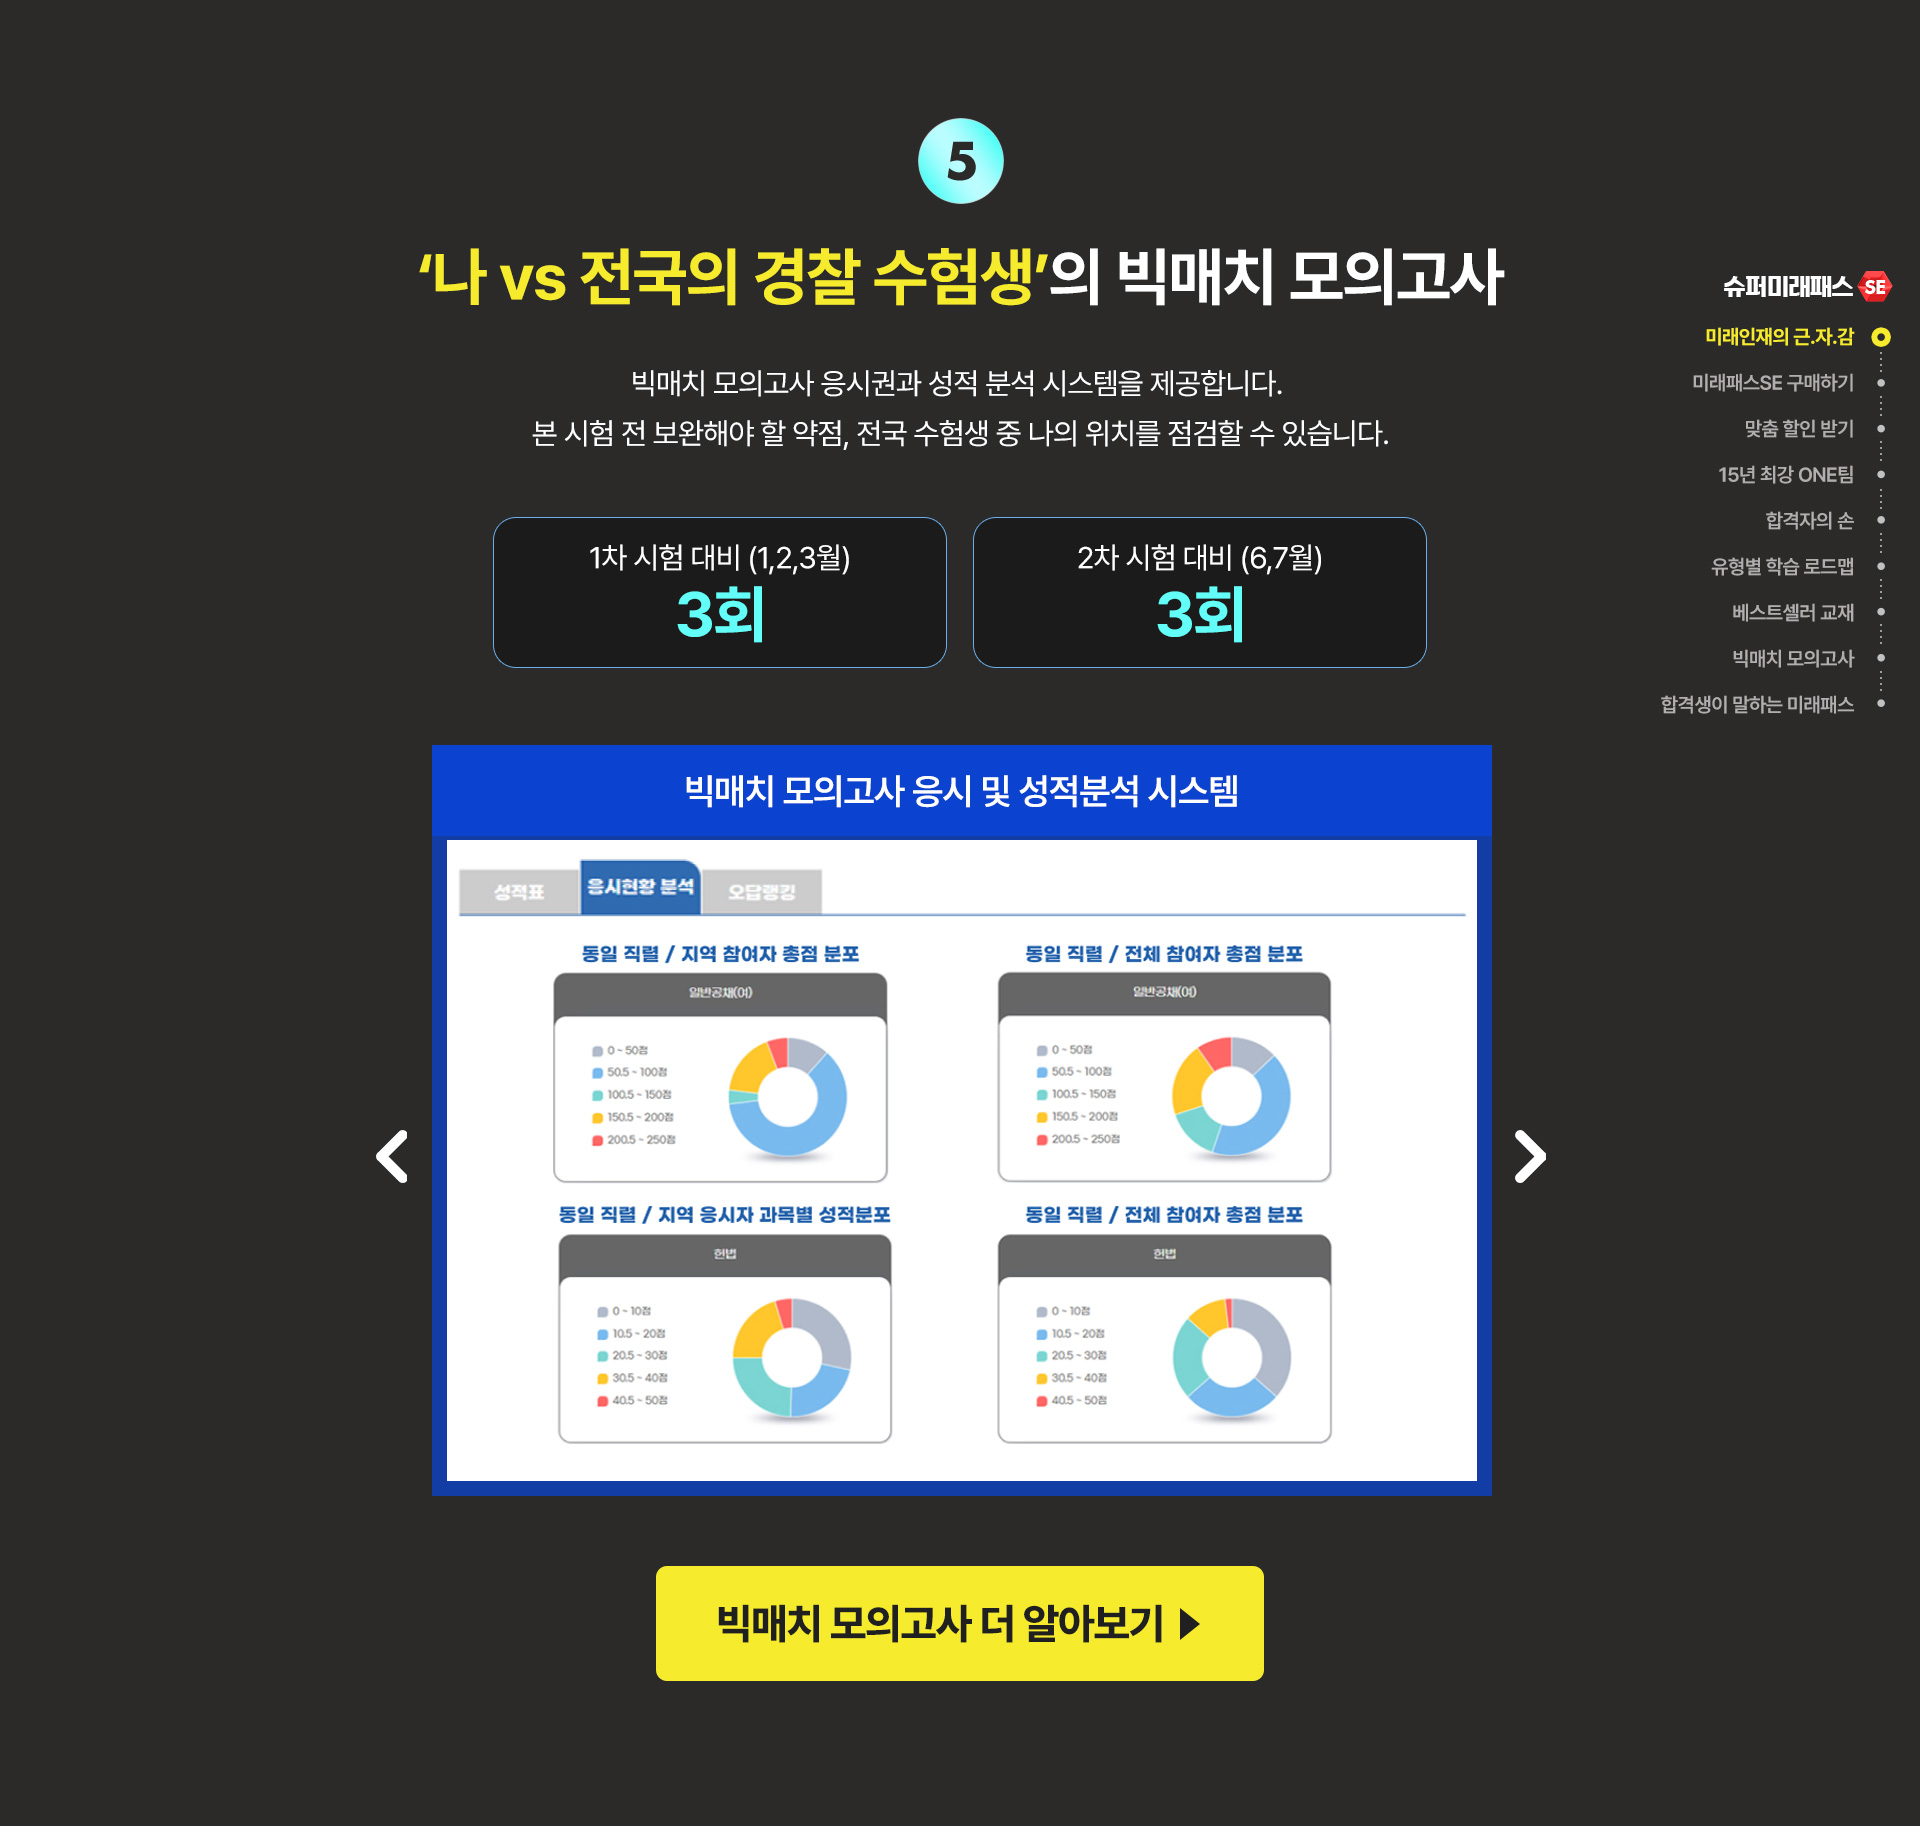 5
‘나 vs 전국의 경찰 수험생’의 빅매치 모의고사
빅매치 모의고사 응시권과 성적 분석 시스템을 제공합니다.
본 시험 전 보완해야 할 약점, 전국 수험생 중 나의 위치를 점검할 수 있습니다.
1차 시험 대비 (1,2,3월)
3회
2차 시험 대비 (6,7월)
3회
슈퍼미래패스 SE
미래인재의 근.자.감
미래패스SE 구매하기
맞춤 할인 받기
15년 최강 ONE팀
합격자의 손
유형별 학습 로드맵
베스트셀러 교재
빅매치 모의고사
합격생이 말하는 미래패스
빅매치 모의고사 응시 및 성적분석 시스템
성적표
응시현황 분석
오답랭킹
동일 직렬 / 지역 참여자 총점 분포
일반공채(여)
0 ~ 50점
50.5 ~ 100점
100.5 ~ 150점
150.5 ~ 200점
200.5 ~ 250점
동일 직렬 / 전체 참여자 총점 분포
일반공채(여)
0 ~ 50점
50.5 ~ 100점
100.5 ~ 150점
150.5 ~ 200점
200.5 ~ 250점
동일 직렬 / 지역 응시자 과목별 성적분포
헌법
0 ~ 10점
10.5 ~ 20점
20.5 ~ 30점
30.5 ~ 40점
40.5 ~ 50점
동일 직렬 / 전체 참여자 총점 분포
헌법
0 ~ 10점
10.5 ~ 20점
20.5 ~ 30점
30.5 ~ 40점
40.5 ~ 50점
빅매치 모의고사 더 알아보기